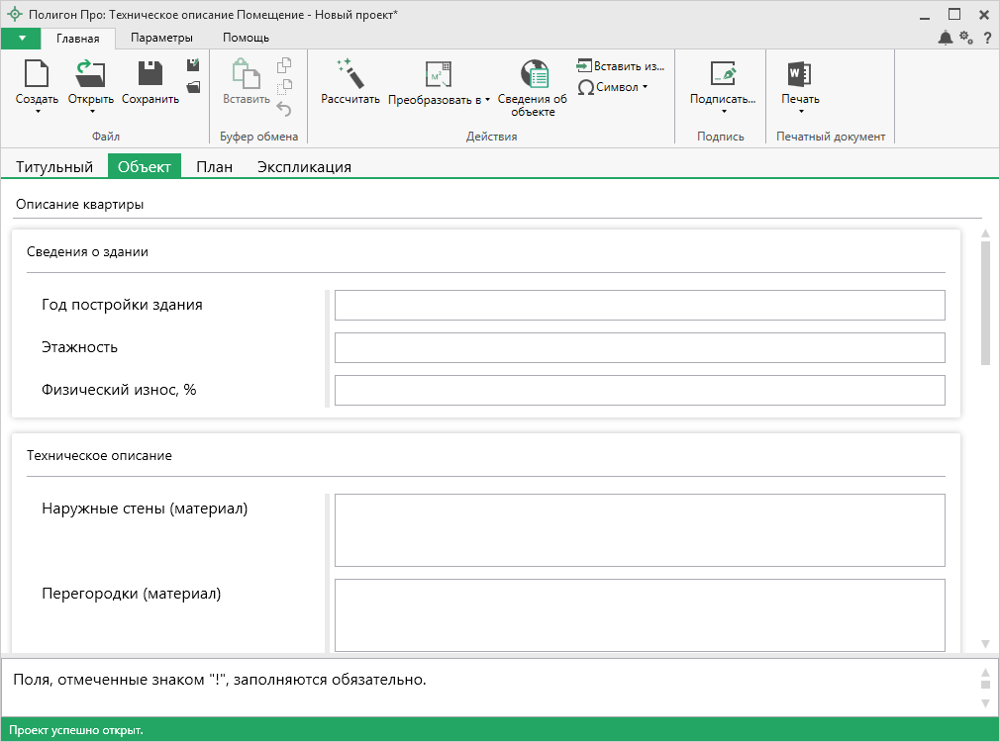 Полигон Про: Техническое описание Помещение - Новый проект*
Главная Параметры Помощь ?
Создать Открыть Сохранить
Файл
Вставить
Буфер обмена
Рассчитать
М²
Преобразовать в
Сведения об
объекте
Вставить из...
Символ
Действия
Подписать...
Подпись
W
Печать
Печатный документ
Титульный Объект План Экспликация
Описание квартиры
Сведения о здании
Год постройки здания
Этажность
Физический износ, %
Техническое описание
Наружные стены (материал)
Перегородки (материал)
Поля, отмеченные знаком "!", заполняются обязательно.
Проект успешно открыт.